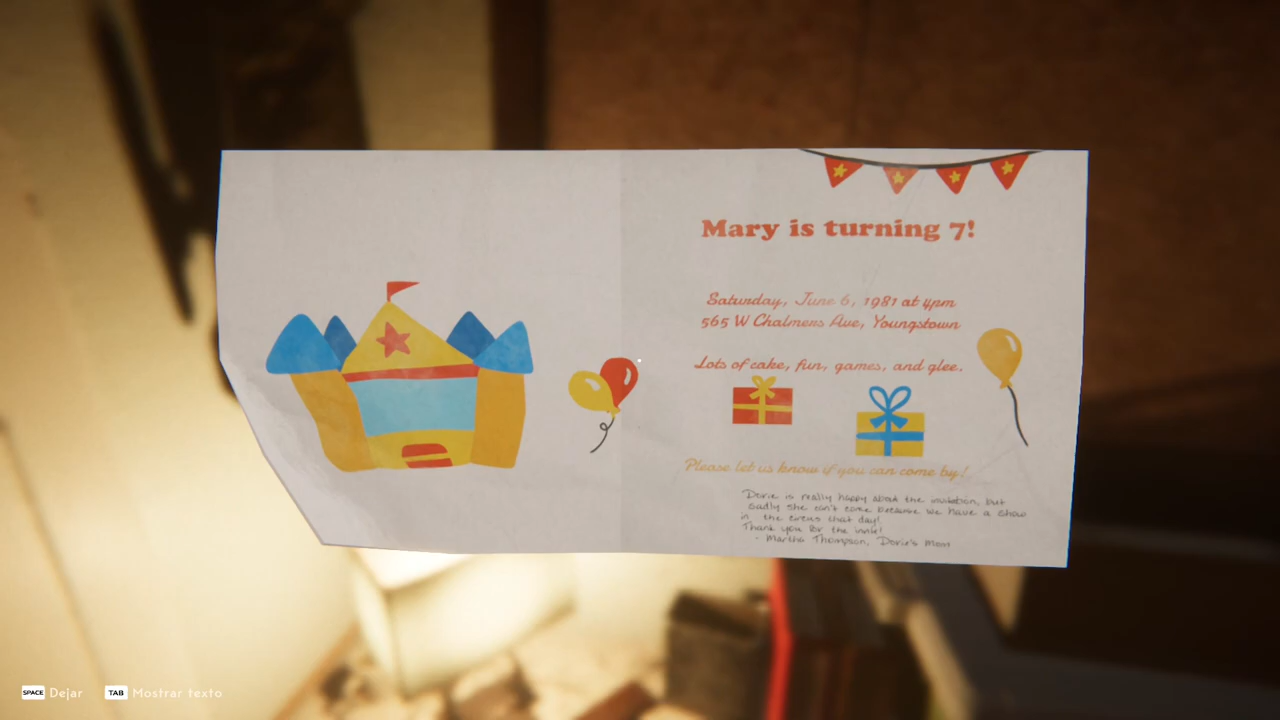 Mary is turning 7!
Saturday, June 6, 1981 at 4pm
565 W Chalmers Ave, Youngstown
Lots of cake, fun, games, and glee.
Please let us know if you can come by!
Dorie is really happy about the invitation, but
sadly she can't come because we have a show
in the circus that day!
Thank you for the invite!
- Martha Thompson, Dorie's Mom
SPACE Dejar TAB Mostrar texto